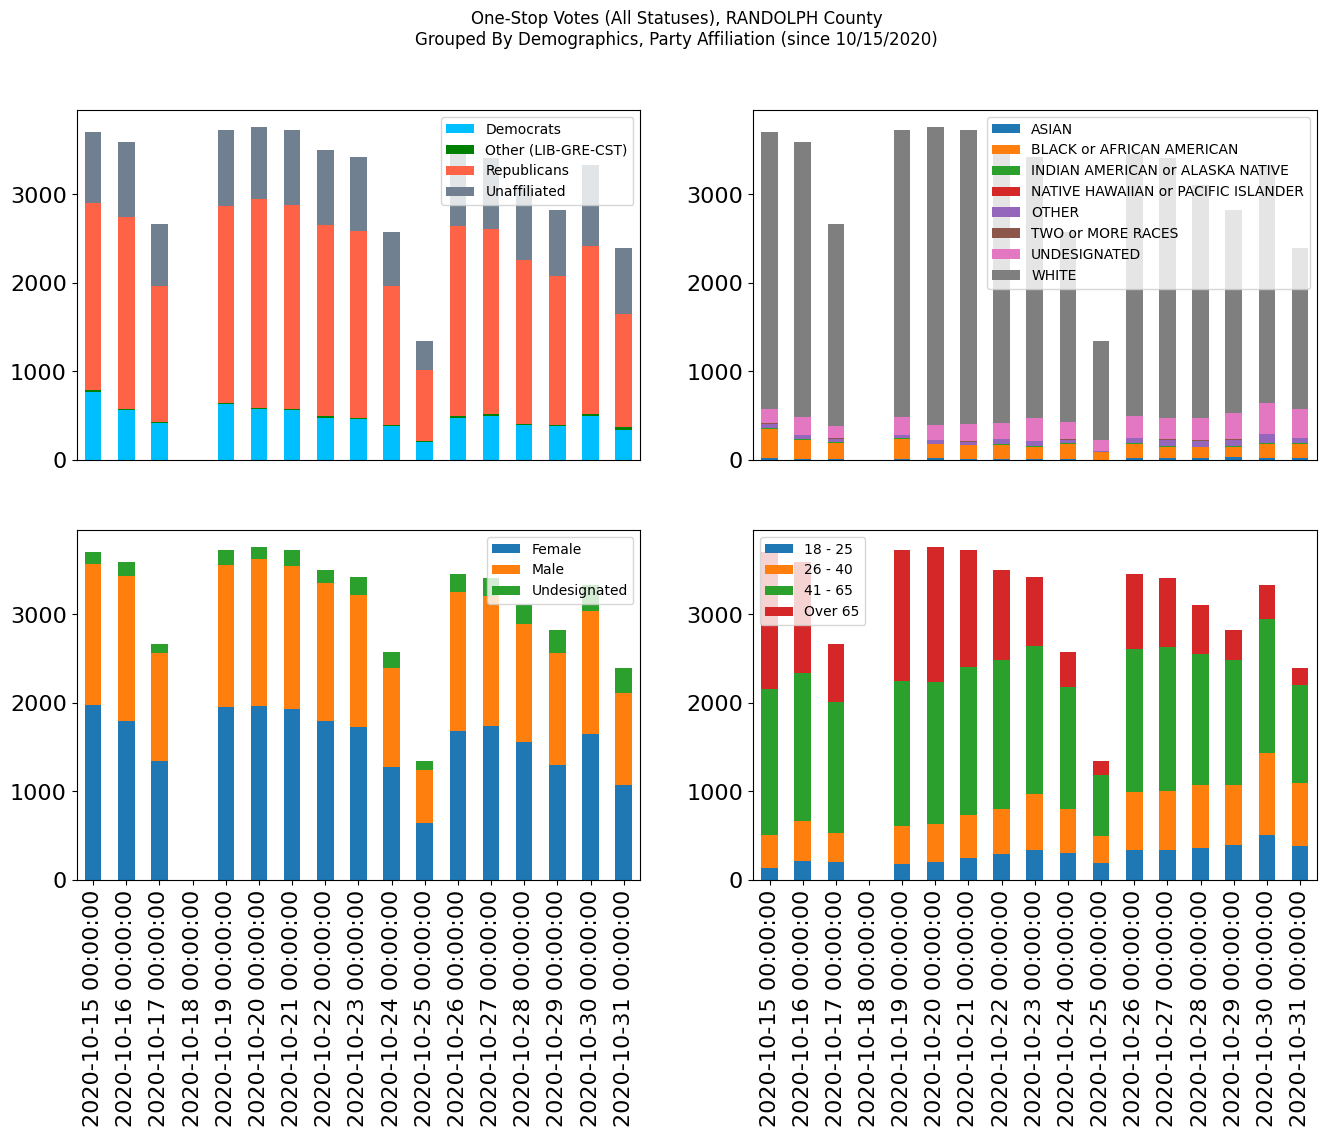 One-Stop Votes (All Statuses), RANDOLPH County
Grouped By Demographics, Party Affiliation (since 10/15/2020)
3000
2000
1000
0
Democrats
Other (LIB-GRE-CST)
Republicans
Unaffiliated
3000
2000
1000
0
ASIAN
BLACK or AFRICAN AMERICAN
INDIAN AMERICAN or ALASKA NATIVE
NATIVE HAWAIIAN or PACIFIC ISLANDER
OTHER
TWO or MORE RACES
UNDESIGNATED
WHITE
3000
2000
1000
0
Female
Male
Undesignated
2020-10-15 00:00:00
2020-10-16 00:00:00
2020-10-17 00:00:00
2020-10-18 00:00:00
2020-10-19 00:00:00
2020-10-20 00:00:00
2020-10-21 00:00:00
2020-10-22 00:00:00
2020-10-23 00:00:00
2020-10-24 00:00:00
2020-10-25 00:00:00
2020-10-26 00:00:00
2020-10-27 00:00:00
2020-10-28 00:00:00
2020-10-29 00:00:00
2020-10-30 00:00:00
2020-10-31 00:00:00
3000
2000
1000
0
18 - 25
26 - 40
41 - 65
Over 65
2020-10-15 00:00:00
2020-10-16 00:00:00
2020-10-17 00:00:00
2020-10-18 00:00:00
2020-10-19 00:00:00
2020-10-20 00:00:00
2020-10-21 00:00:00
2020-10-22 00:00:00
2020-10-23 00:00:00
2020-10-24 00:00:00
2020-10-25 00:00:00
2020-10-26 00:00:00
2020-10-27 00:00:00
2020-10-28 00:00:00
2020-10-29 00:00:00
2020-10-30 00:00:00
2020-10-31 00:00:00